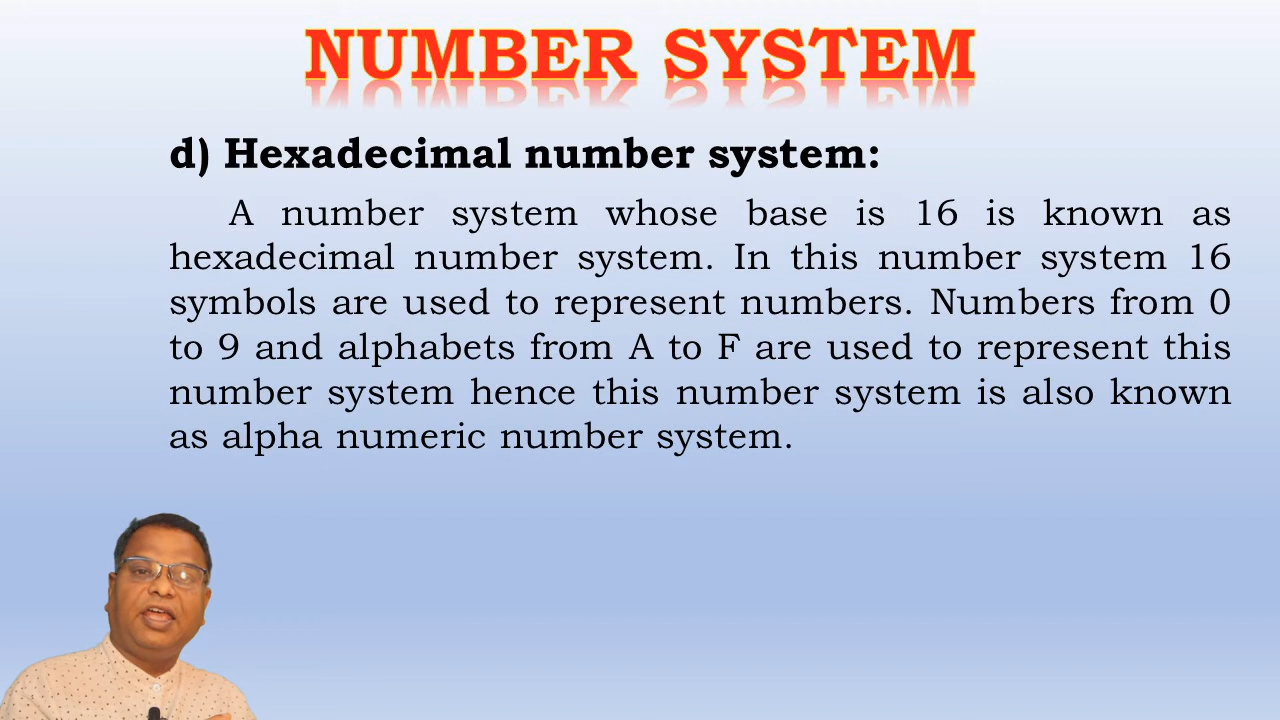 NUMBER SYSTEM
d) Hexadecimal number system:
A number system whose base is 16 is known as
hexadecimal number system. In this number system 16
symbols are used to represent numbers. Numbers from 0
to 9 and alphabets from A to F are used to represent this
number system hence this number system is also known
as alpha numeric number system.